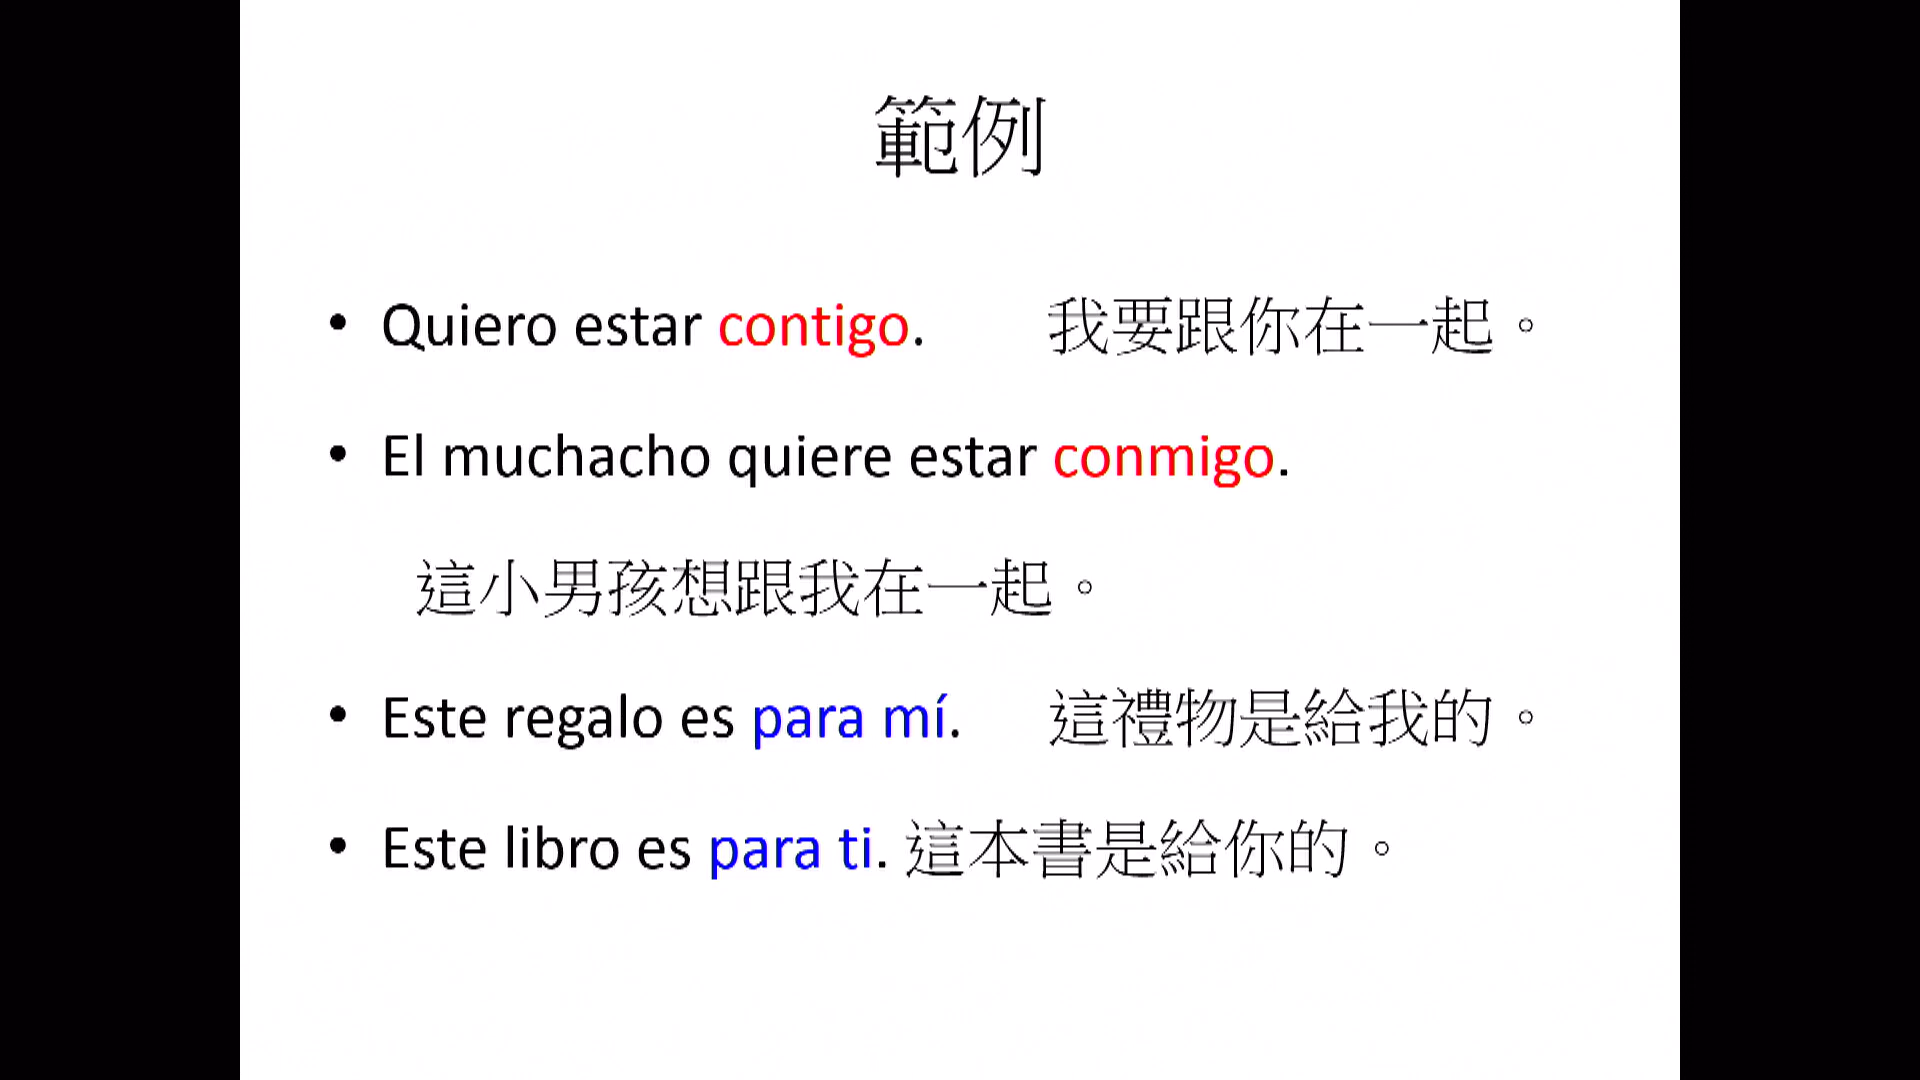 範例
• Quiero estar contigo. 我要跟你在一起。
• El muchacho quiere estar conmigo.
這小男孩想跟我在一起。
• Este regalo es para mí. 這禮物是給我的。
• Este libro es para ti. 這本書是給你的。